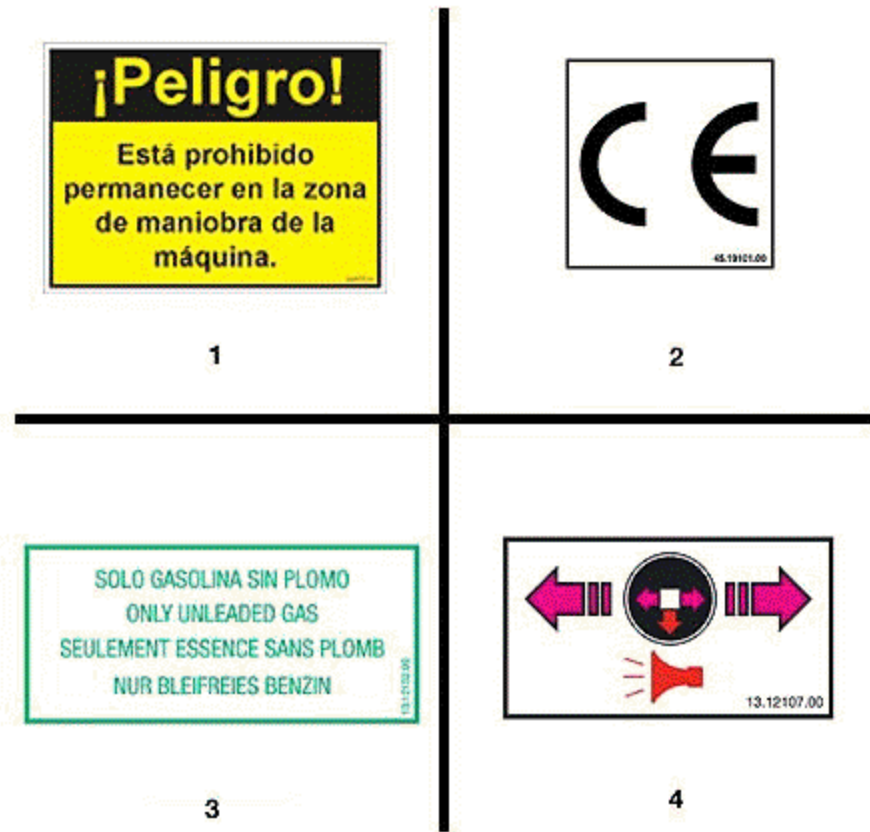 ¡Peligro!
Está prohibido
permanecer en la zona
de maniobra de la
máquina.
1
CE
45.19101.00
2
SOLO GASOLINA SIN PLOMO
ONLY UNLEADED GAS
SEULEMENT ESSENCE SANS PLOMB
NUR BLEIFREIES BENZIN
3
13.12107.00
4